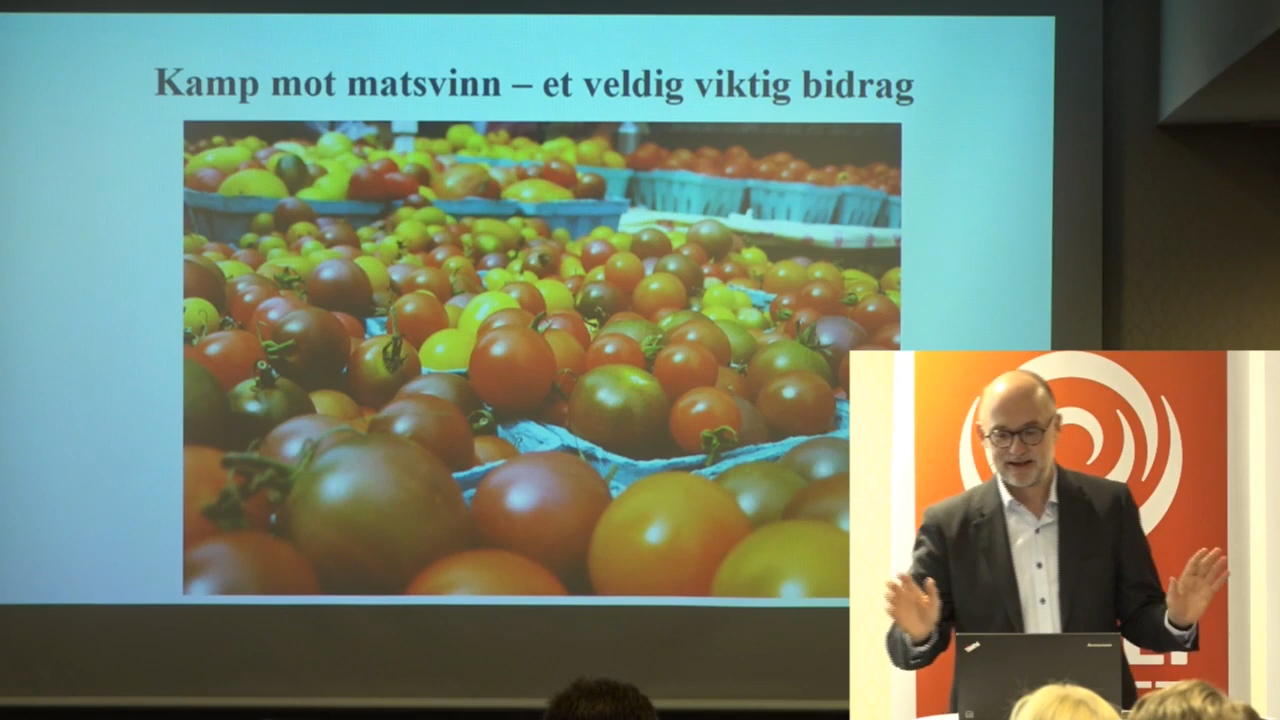 Kamp mot matsvinn – et veldig viktig bidrag